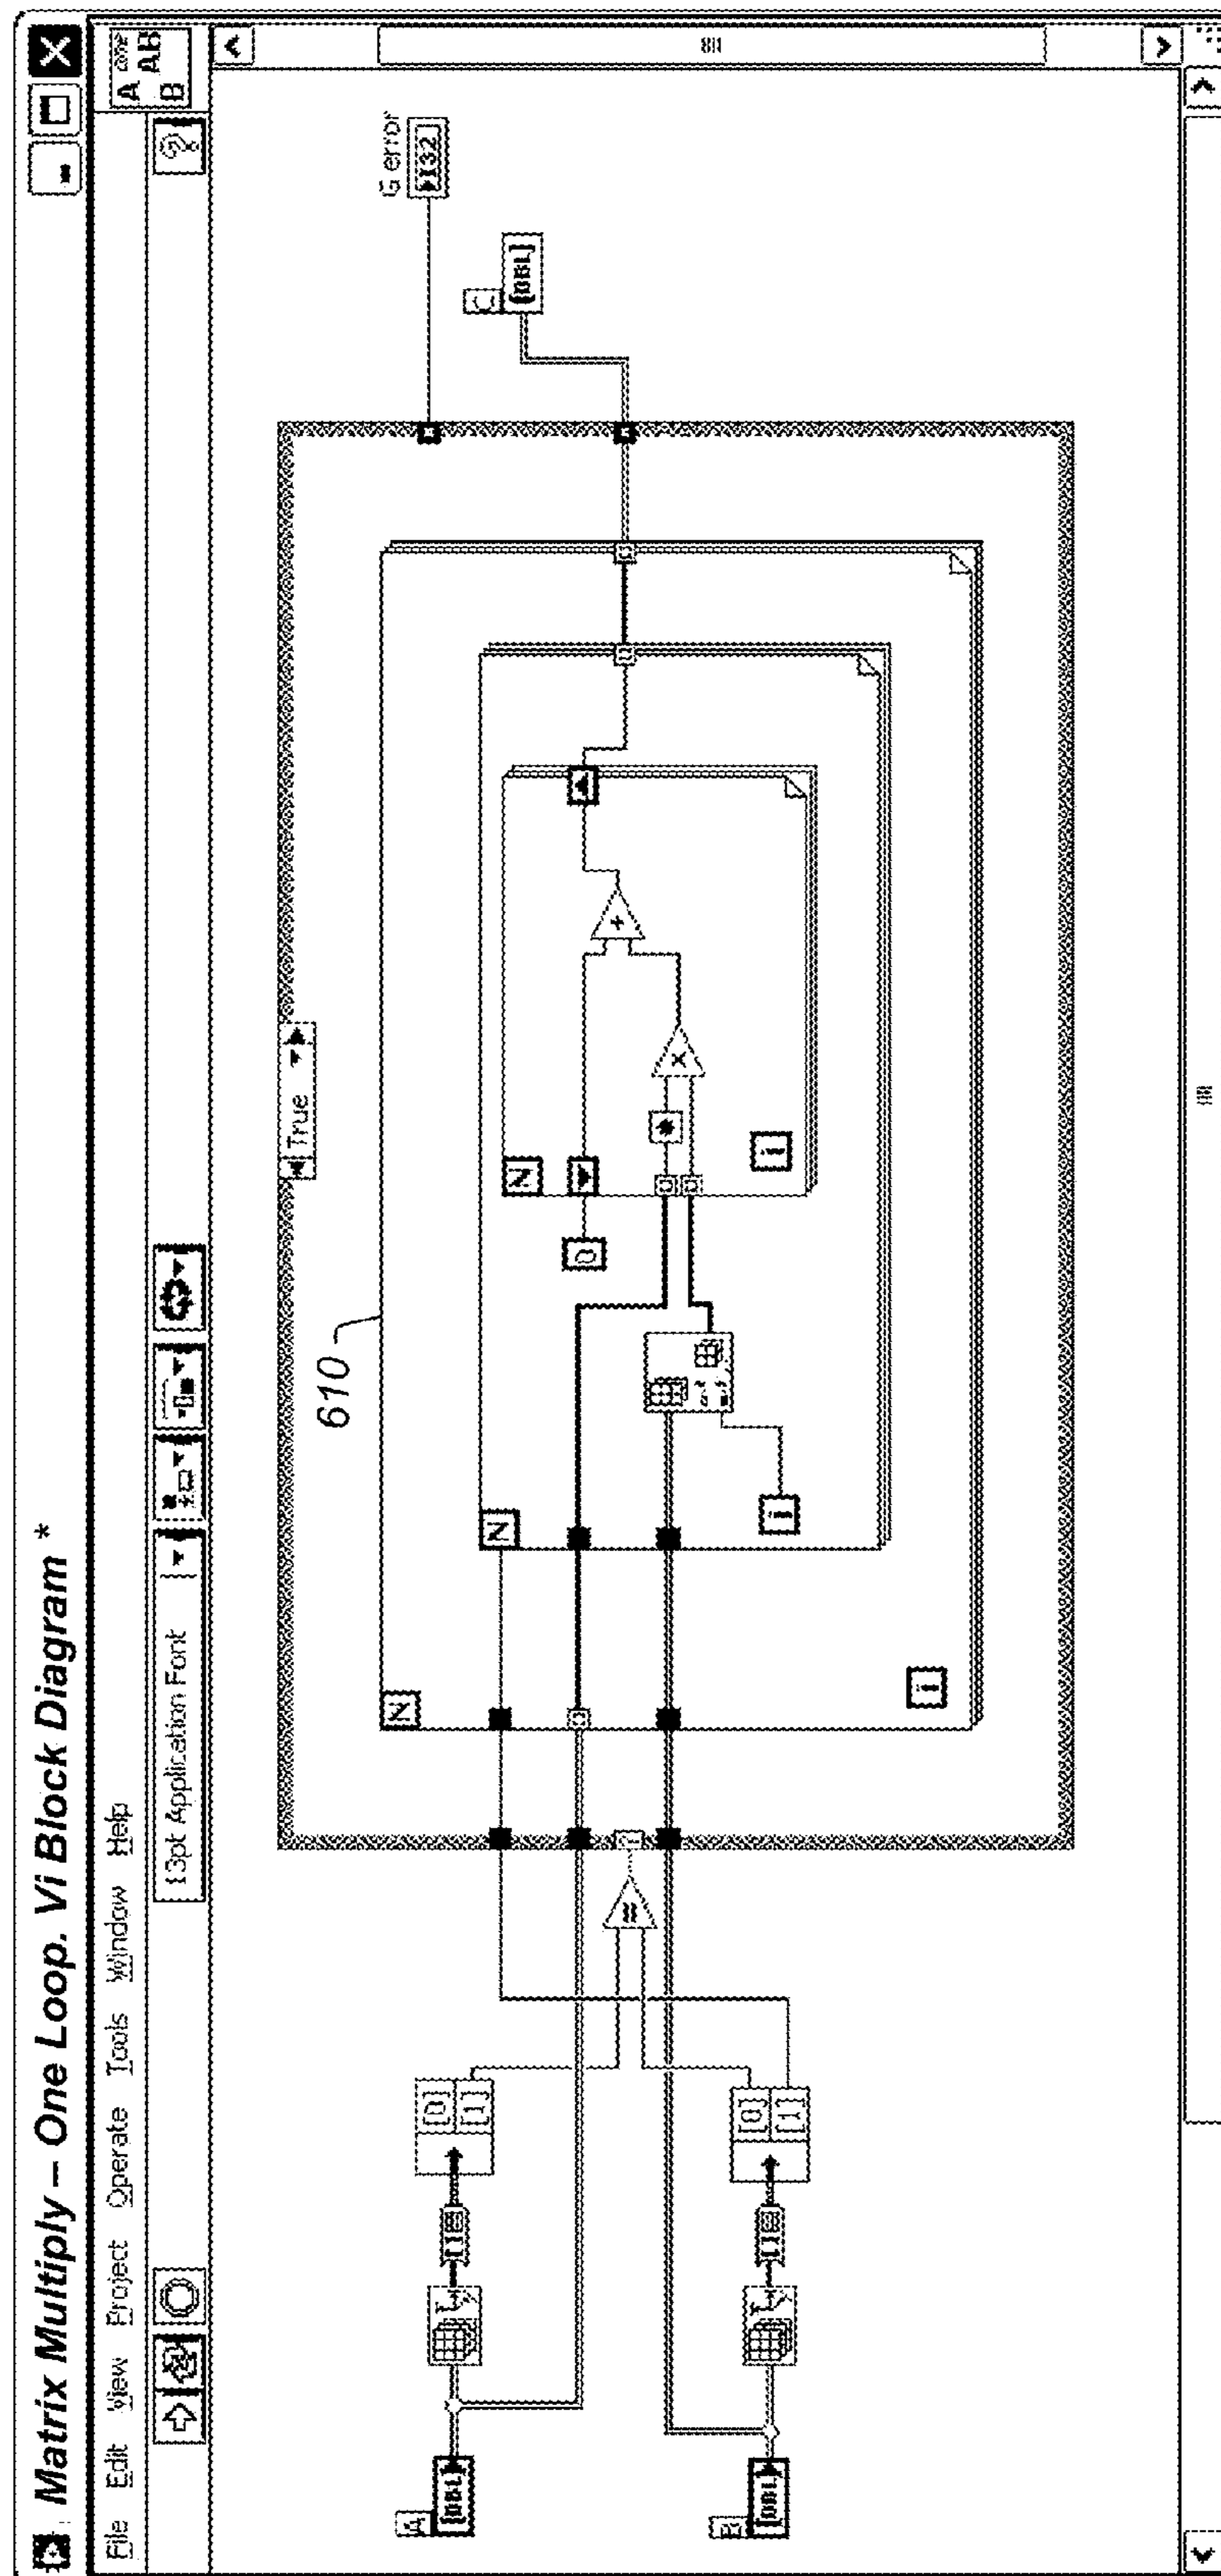 Matrix Multiply – One Loop. Vi Block Diagram *
File Edit View Project Operate Tools Window Help
13pt Application Font
?
A
AB
B
610
True
G error
I32
C
[DBL]
N
N
N
0
+
×
i
i
i
?
=
[0]
[1]
[0]
[1]
A
[DBL]
B
[DBL]